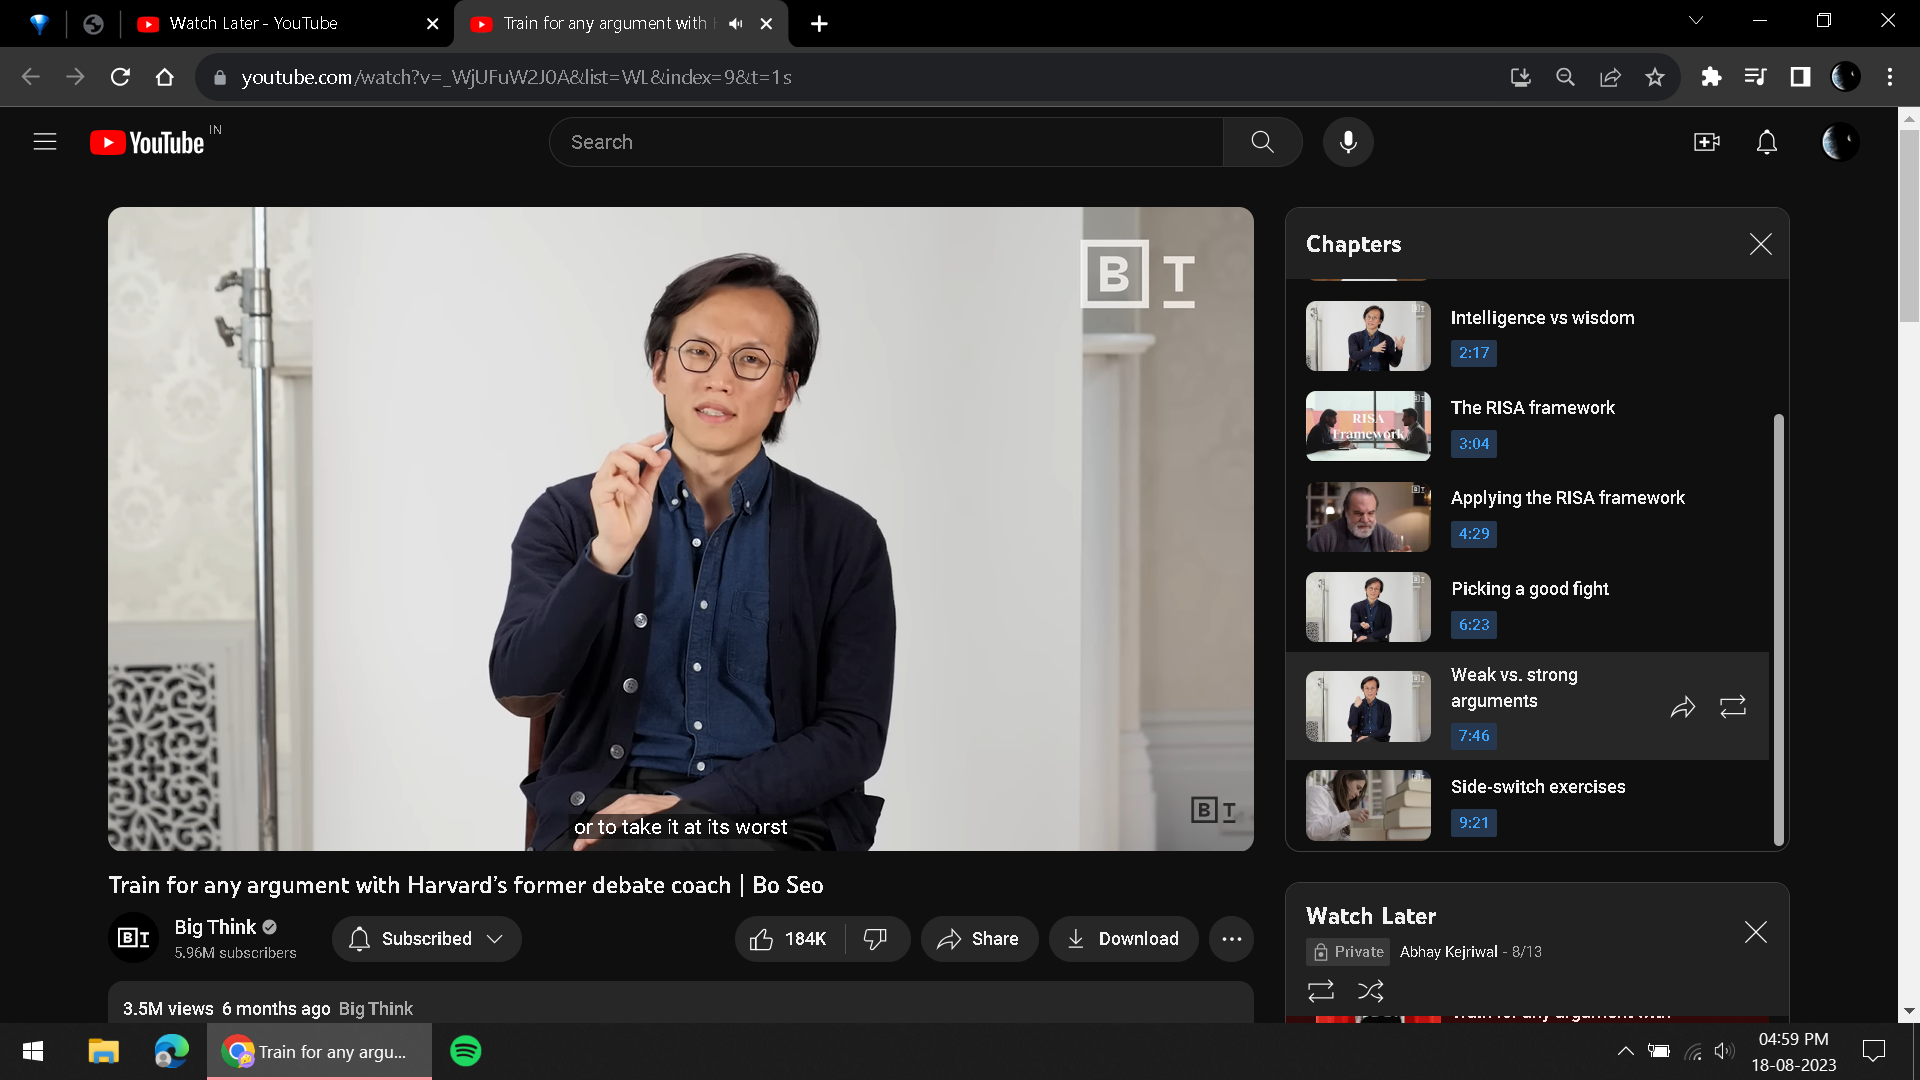 Watch Later - YouTube
Train for any argument with
youtube.com/watch?v=_WjUFuW2J0A&list=WL&index=9&t=1s
YouTube IN
Search
B T
or to take it at its worst
B T
Chapters
Intelligence vs wisdom
2:17
RISA
Framework
The RISA framework
3:04
Applying the RISA framework
4:29
Picking a good fight
6:23
Weak vs. strong
arguments
7:46
Side-switch exercises
9:21
Train for any argument with Harvard's former debate coach | Bo Seo
B T
Big Think
5.96M subscribers
Subscribed
184K
Share
Download
3.5M views 6 months ago Big Think
Watch Later
Private Abhay Kejriwal - 8/13
Train for any argument with
Train for any argu...
04:59 PM
18-08-2023